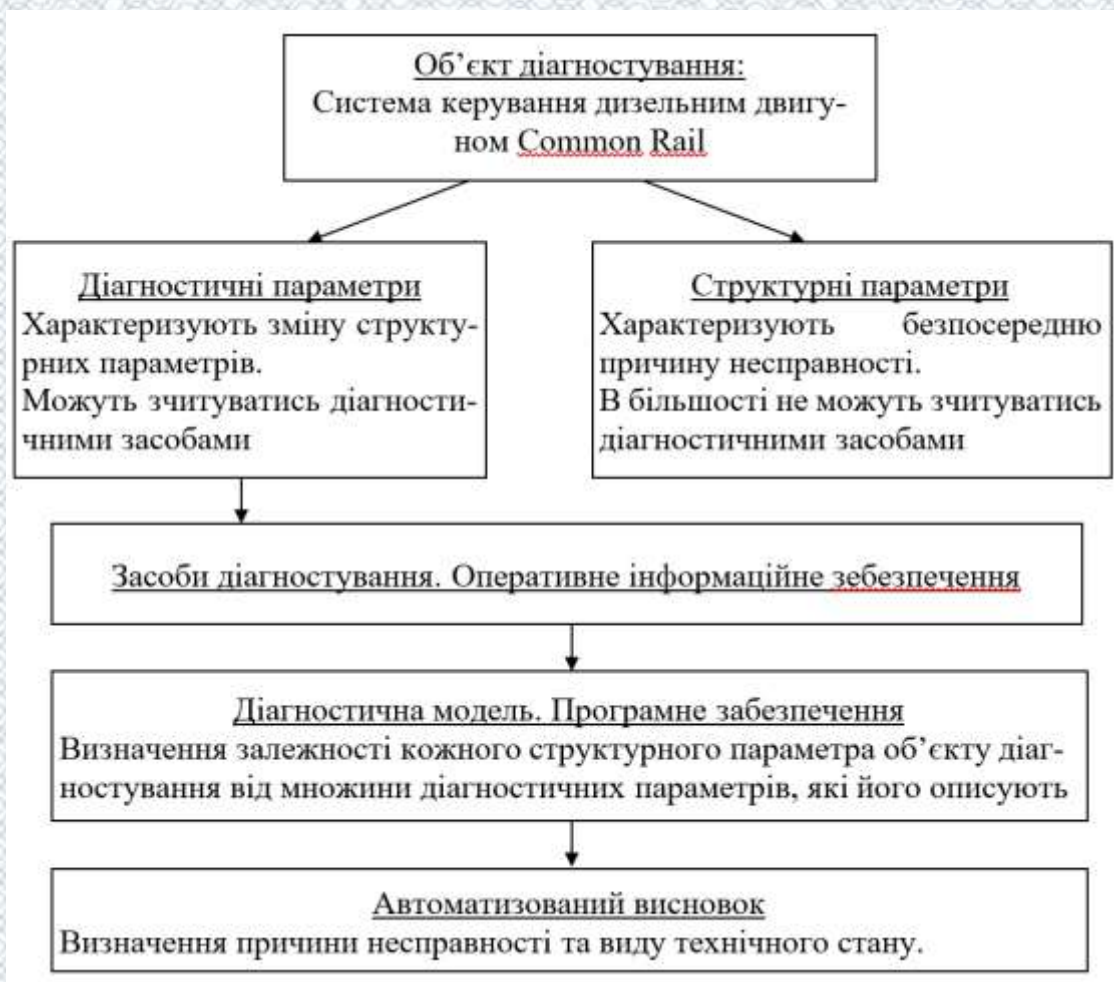 Об’єкт діагностування:
Система керування дизельним двигу-
ном Common Rail
Діагностичні параметри
Характеризують зміну структу-
рних параметрів.
Можуть зчитуватись діагности-
чними засобами
Структурні параметри
Характеризують безпосередню
причину несправності.
В більшості не можуть зчитуватись
діагностичними засобами
Засоби діагностування. Оперативне інформаційне зебезпечення
Діагностична модель. Програмне забезпечення
Визначення залежності кожного структурного параметра об’єкту діаг-
ностування від множини діагностичних параметрів, які його описують
Автоматизований висновок
Визначення причини несправності та виду технічного стану.